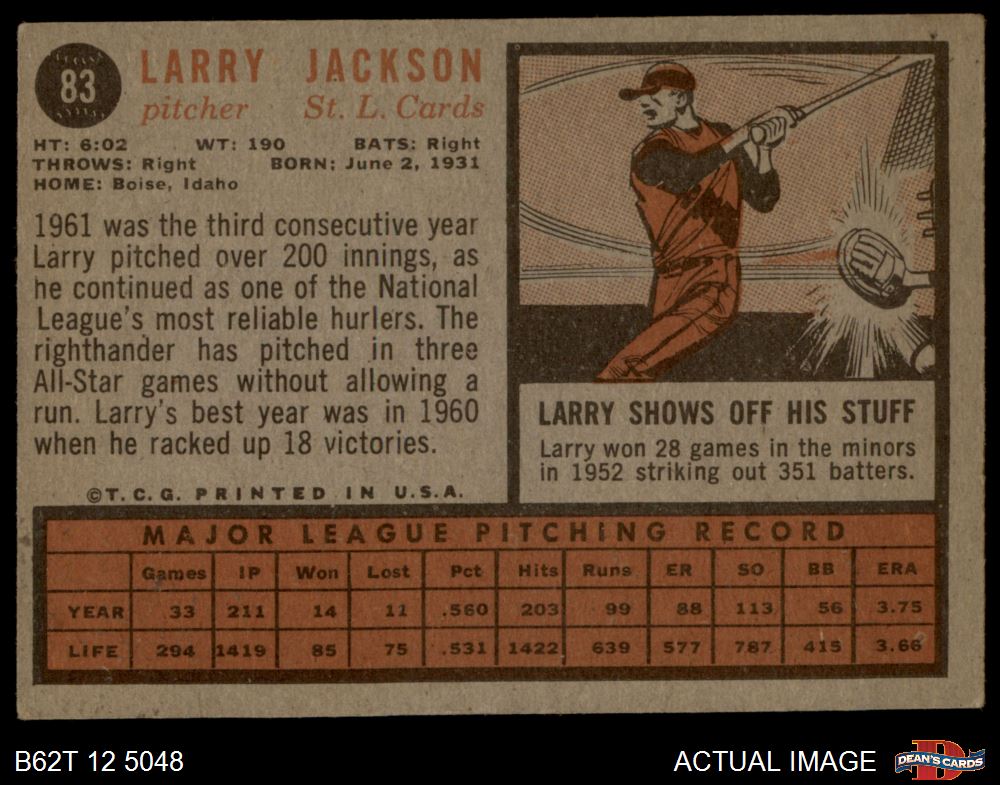 83
LARRY JACKSON
pitcher St. L. Cards
HT: 6:02 WT: 190 BATS: Right
THROWS: Right BORN: June 2, 1931
HOME: Boise, Idaho
1961 was the third consecutive year
Larry pitched over 200 innings, as
he continued as one of the National
League's most reliable hurlers. The
righthander has pitched in three
All-Star games without allowing a
run. Larry's best year was in 1960
when he racked up 18 victories.
©T.C.G. PRINTED IN U.S.A.
LARRY SHOWS OFF HIS STUFF
Larry won 28 games in the minors
in 1952 striking out 351 batters.
MAJOR LEAGUE PITCHING RECORD
Games IP Won Lost Pct Hits Runs ER SO BB ERA
YEAR 33 211 14 11 .560 203 99 88 113 56 3.75
LIFE 294 1419 85 75 .531 1422 639 577 787 415 3.66
B62T 12 5048
ACTUAL IMAGE
DEAN'S CARDS